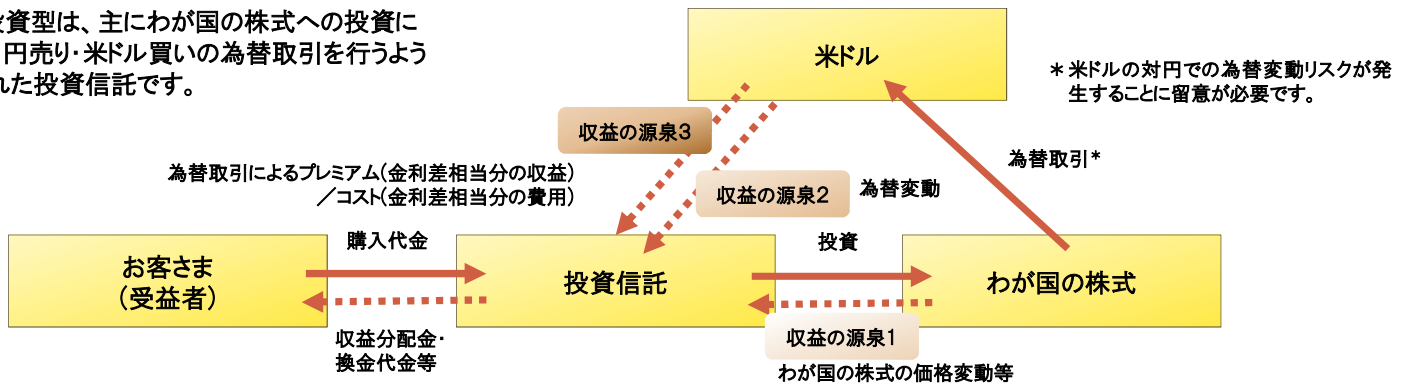 投資型は、主にわが国の株式への投資に
円売り・米ドル買いの為替取引を行うよう
れた投資信託です。
米ドル
*米ドルの対円での為替変動リスクが発
生することに留意が必要です。
収益の源泉3
為替取引*
為替取引によるプレミアム(金利差相当分の収益)
／コスト(金利差相当分の費用)
収益の源泉2
為替変動
購入代金
投資
お客さま
(受益者)
投資信託
わが国の株式
収益分配金・
換金代金等
収益の源泉1
わが国の株式の価格変動等